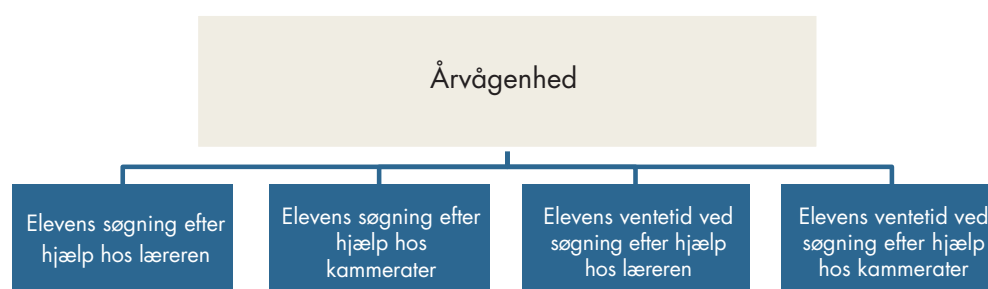 Årvågenhed
Elevens søgning efter
hjælp hos læreren
Elevens søgning efter
hjælp hos
kammerater
Elevens ventetid ved
søgning efter hjælp
hos læreren
Elevens ventetid ved
søgning efter hjælp
hos kammerater